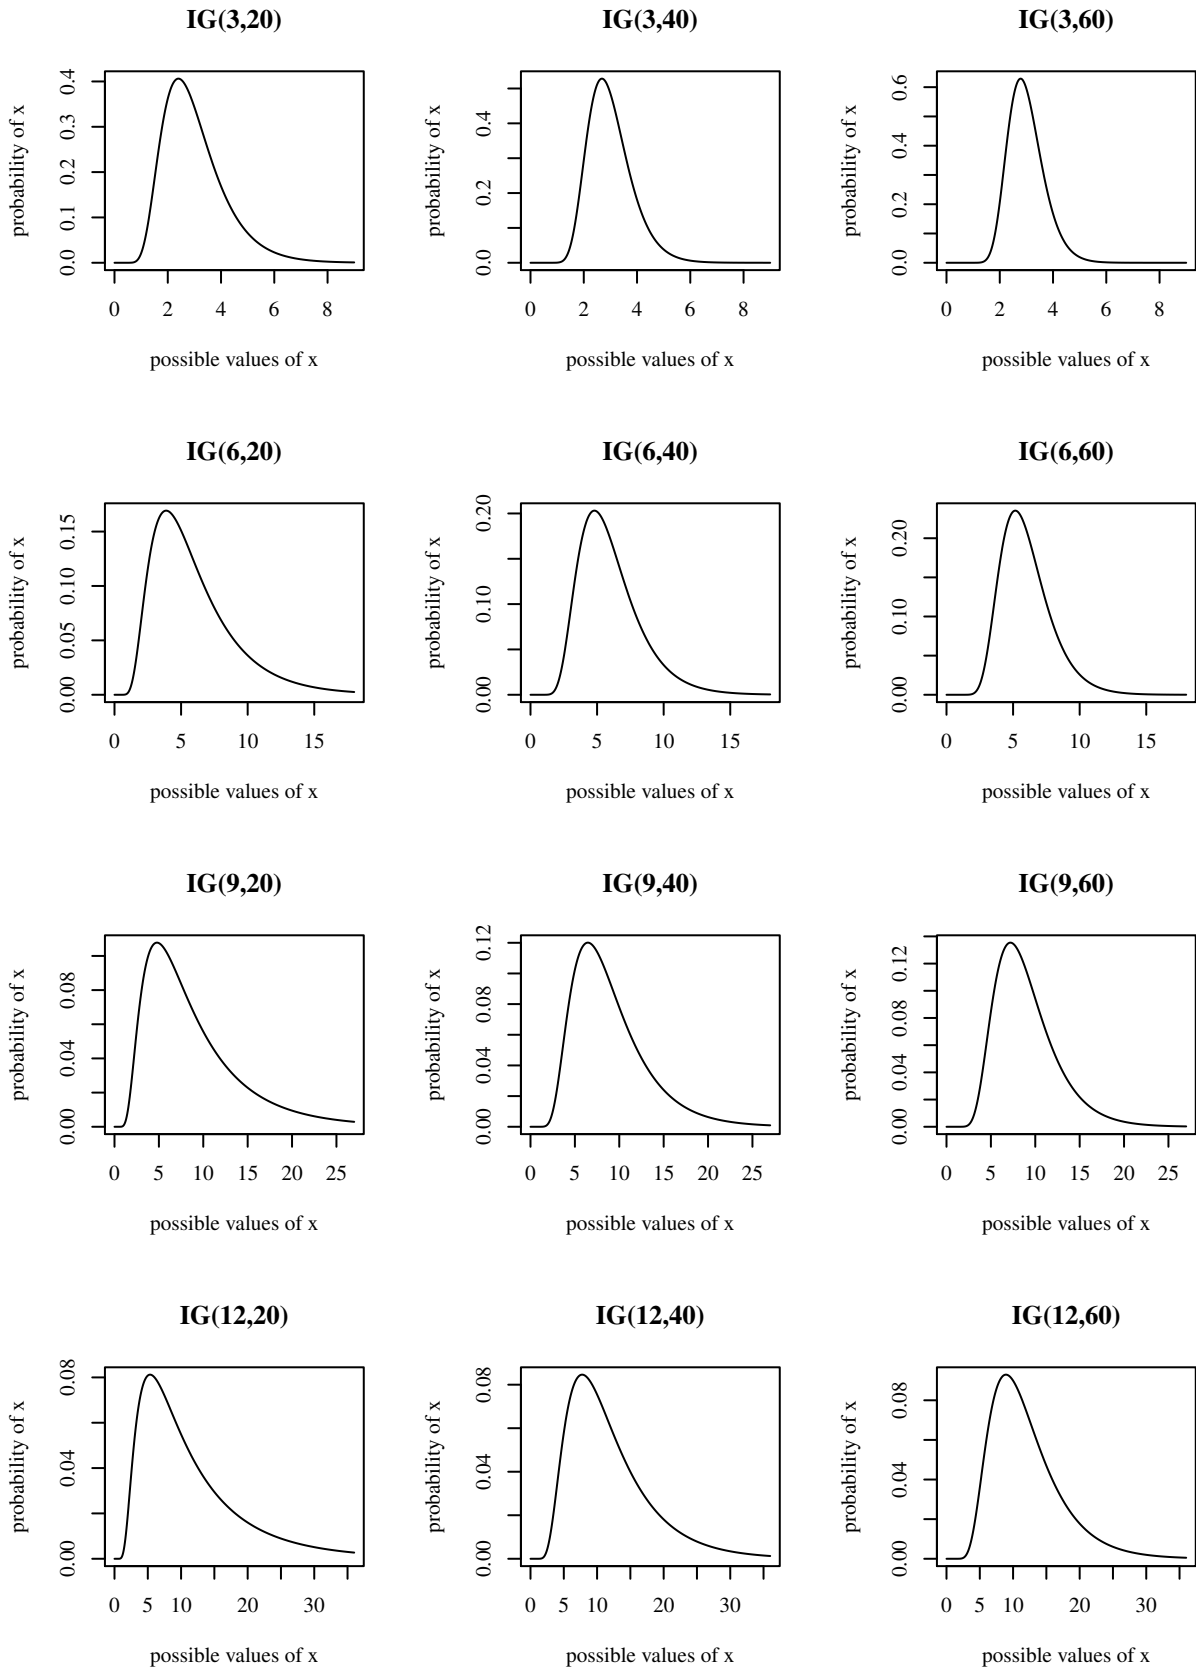 IG(3,20)
probability of x
0.0 0.1 0.2 0.3 0.4
0 2 4 6 8
possible values of x
IG(3,40)
probability of x
0.0 0.2 0.4
0 2 4 6 8
possible values of x
IG(3,60)
probability of x
0.0 0.2 0.4 0.6
0 2 4 6 8
possible values of x
IG(6,20)
probability of x
0.00 0.05 0.10 0.15
0 5 10 15
possible values of x
IG(6,40)
probability of x
0.00 0.10 0.20
0 5 10 15
possible values of x
IG(6,60)
probability of x
0.00 0.10 0.20
0 5 10 15
possible values of x
IG(9,20)
probability of x
0.00 0.04 0.08
0 5 10 15 20 25
possible values of x
IG(9,40)
probability of x
0.00 0.04 0.08 0.12
0 5 10 15 20 25
possible values of x
IG(9,60)
probability of x
0.00 0.04 0.08 0.12
0 5 10 15 20 25
possible values of x
IG(12,20)
probability of x
0.00 0.04 0.08
0 5 10 20 30
possible values of x
IG(12,40)
probability of x
0.00 0.04 0.08
0 5 10 20 30
possible values of x
IG(12,60)
probability of x
0.00 0.04 0.08
0 5 10 20 30
possible values of x